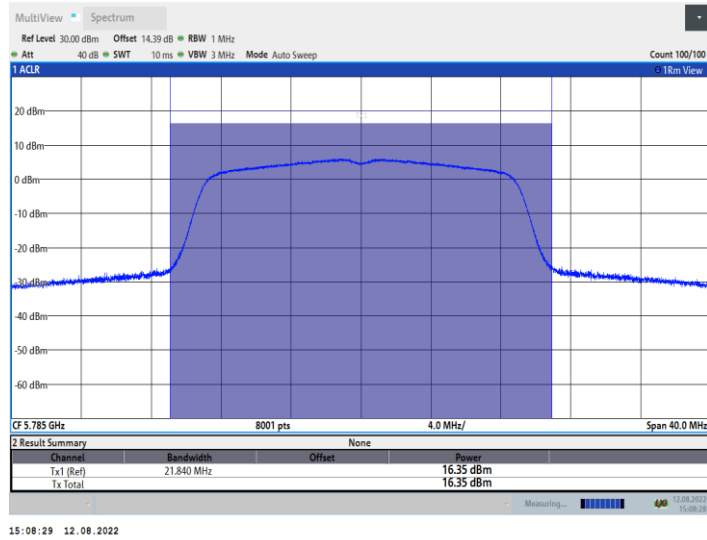 MultiView Spectrum
Ref Level 30.00 dBm Offset 14.39 dB RBW 1 MHz
Att 40 dB SWT 10 ms VBW 3 MHz Mode Auto Sweep Count 100/100
1 ACLR 1Rm View
20 dBm
10 dBm
0 dBm
-10 dBm
-20 dBm
-30 dBm
-40 dBm
-50 dBm
-60 dBm
CF 5.785 GHz 8001 pts 4.0 MHz/ Span 40.0 MHz
2 Result Summary None
Channel Bandwidth Offset Power
Tx1 (Ref) 21.840 MHz 16.35 dBm
Tx Total 16.35 dBm
Measuring... 12.08.2022
15:08:28
15:08:29 12.08.2022